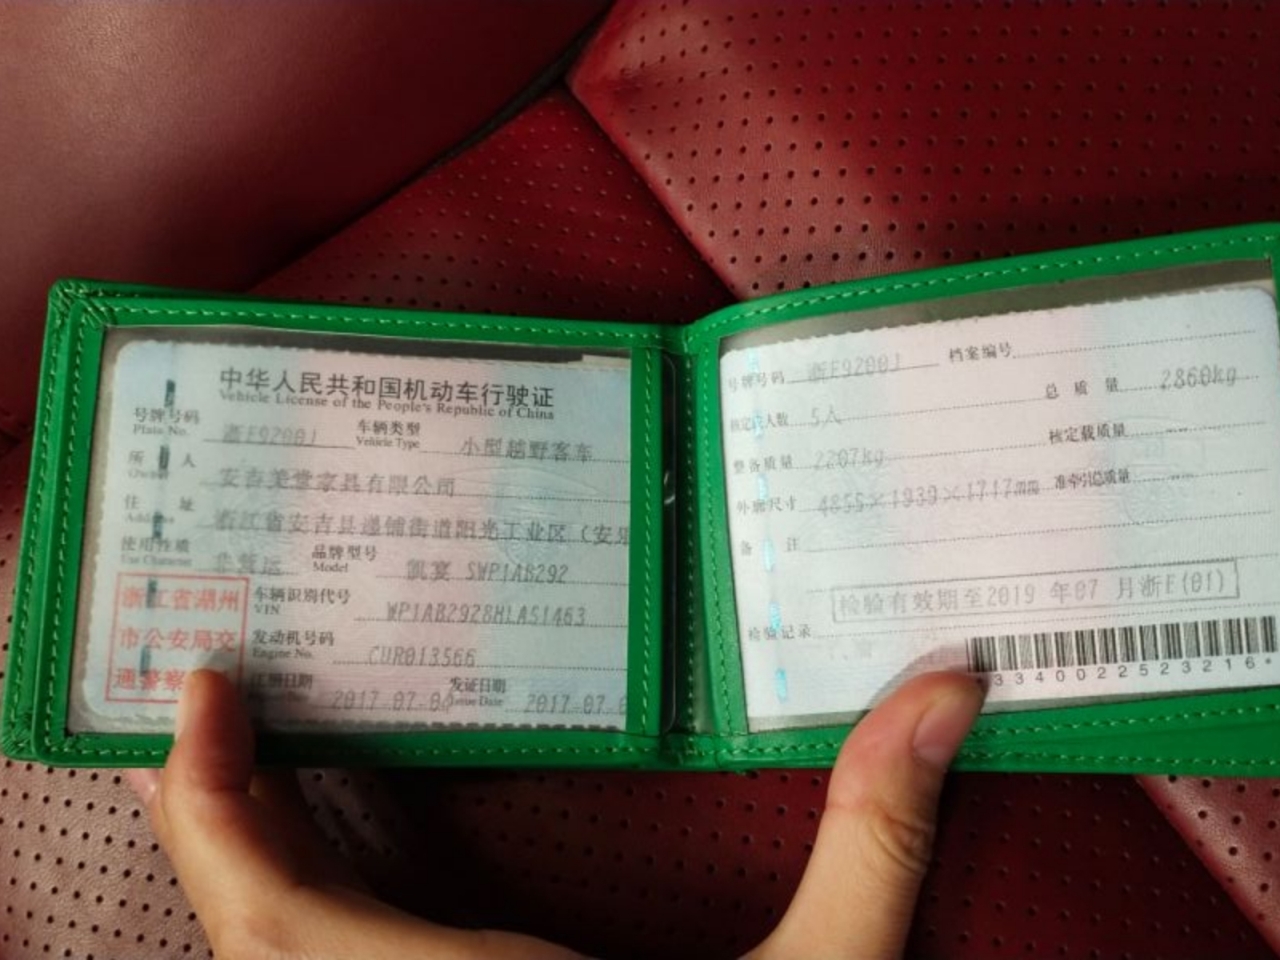 中华人民共和国机动车行驶证
Vehicle License of the People's Republic of China
号牌号码 浙E92001 车辆类型 小型越野客车
Plate No. Vehicle Type
所 人 安吉美堂家具有限公司
Owner
住 址 浙江省安吉县递铺街道阳光工业区（安乐
Address
使用性质 非营运 品牌型号 凯宴 SWP1AB292
Use Character Model
浙江省湖州
市公安局交
通警察
车辆识别代号 WP1AB2928HLA51463
VIN
发动机号码 CUR013566
Engine No.
注册日期 2017-07-06 发证日期 2017-07-0
Issue Date
号牌号码 浙E92001 档案编号
核定载人数 5人 总 质 量 2860kg
整备质量 2207kg 核定载质量 --
外廓尺寸 4855×1939×1717mm 准牵引总质量 --
备 注
检验有效期至2019 年07 月浙E(01)
检验记录
3340022523216*